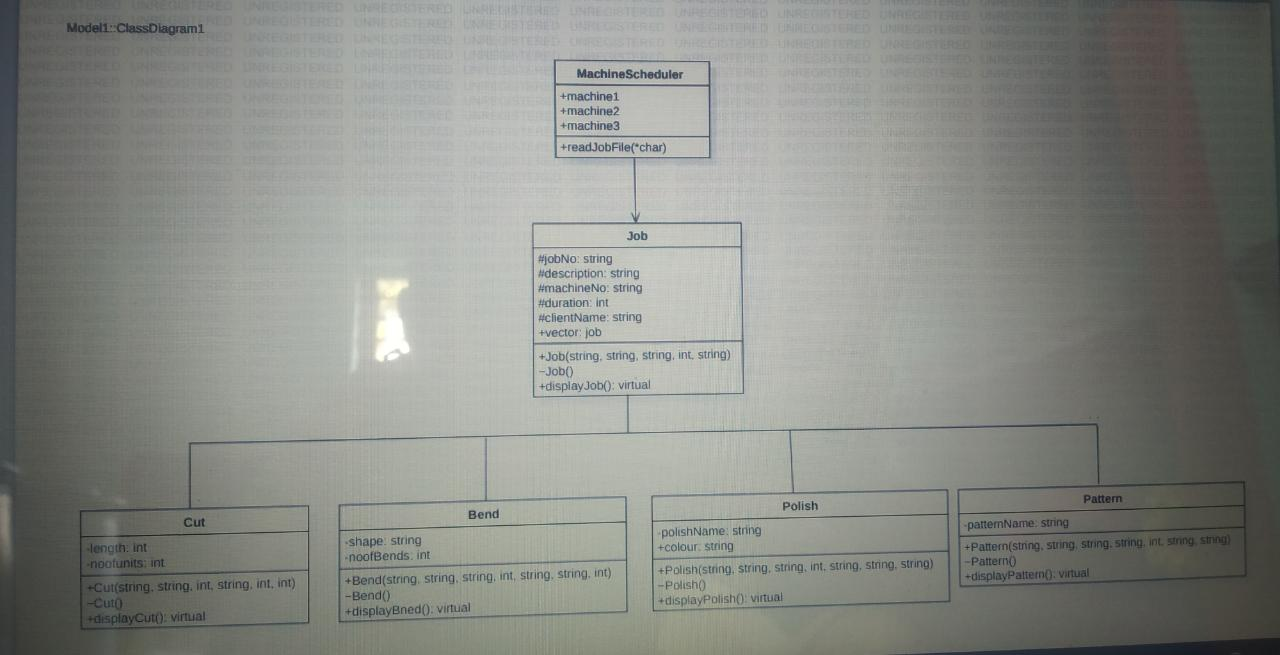 Model1::ClassDiagram1
MachineScheduler
+machine1
+machine2
+machine3
+readJobFile(*char)
Job
#jobNo: string
#description: string
#machineNo: string
#duration: int
#clientName: string
+vector: job
+Job(string, string, string, int, string)
~Job()
+displayJob(): virtual
Cut
-length: int
-noofunits: int
+Cut(string, string, int, string, int, int)
~Cut()
+displayCut(): virtual
Bend
-shape: string
-noofBends: int
+Bend(string, string, string, int, string, string, int)
~Bend()
+displayBned(): virtual
Polish
-polishName: string
+colour: string
+Polish(string, string, string, int, string, string, string)
~Polish()
+displayPolish(): virtual
Pattern
-patternName: string
+Pattern(string, string, string, string, int, string, string)
~Pattern()
+displayPattern(): virtual